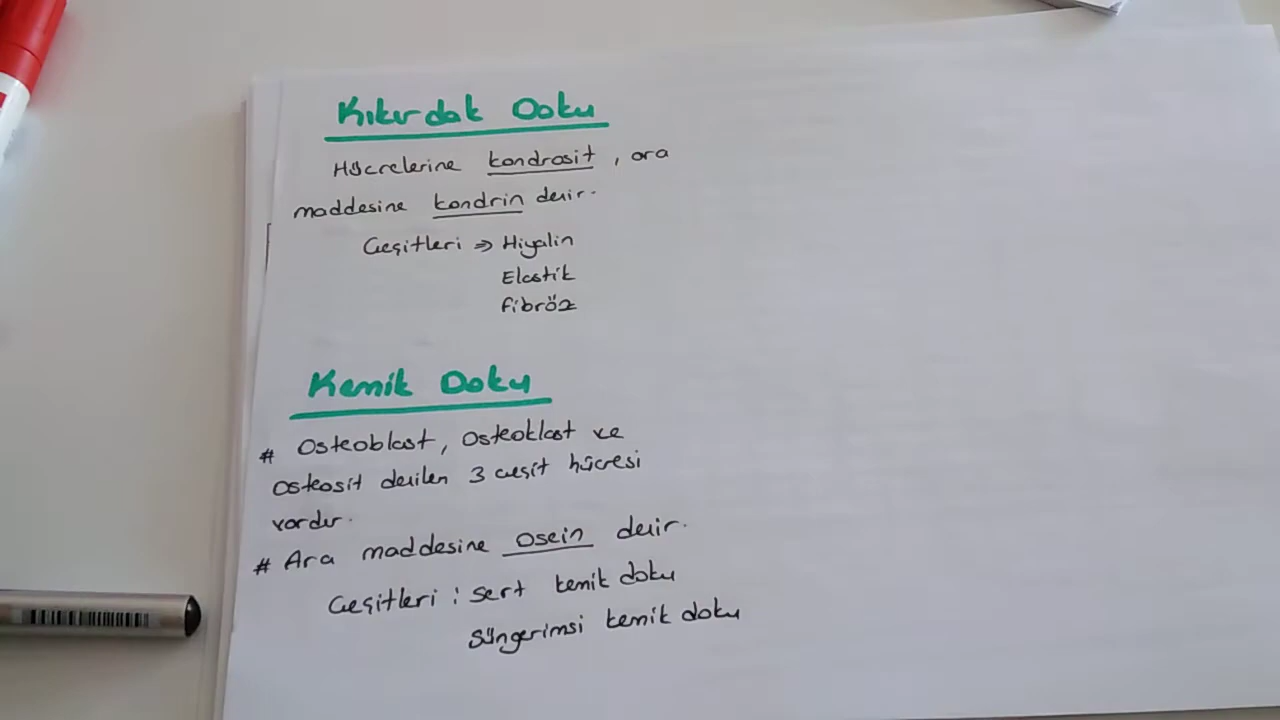 Kıkırdak Doku
Hücrelerine kondrosit, ara
maddesine kondrin denir.
Çeşitleri ⇒ Hiyalin
Elastik
Fibröz
Kemik Doku
# Osteoblast, Osteoklast ve
Osteosit denilen 3 çeşit hücresi
vardır.
# Ara maddesine osein denir.
Çeşitleri : Sert kemik doku
Süngerimsi kemik doku